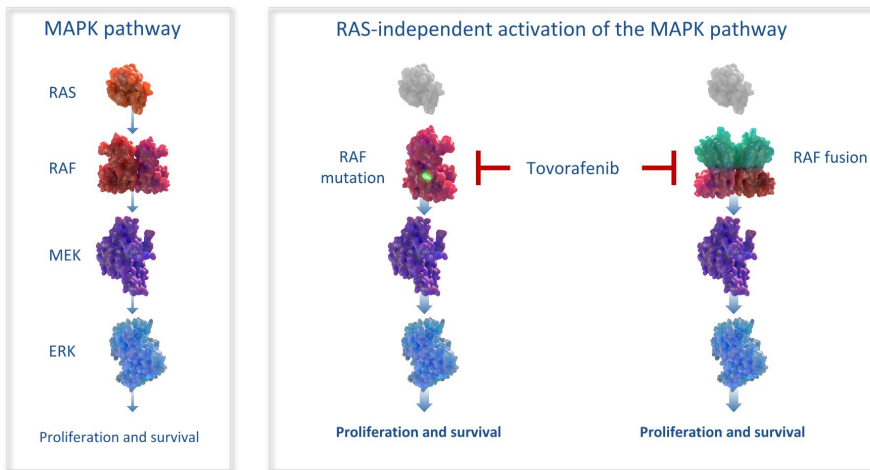 MAPK pathway
RAS
RAF
MEK
ERK
Proliferation and survival
RAS-independent activation of the MAPK pathway
RAF
mutation
Tovorafenib
RAF fusion
Proliferation and survival
Proliferation and survival